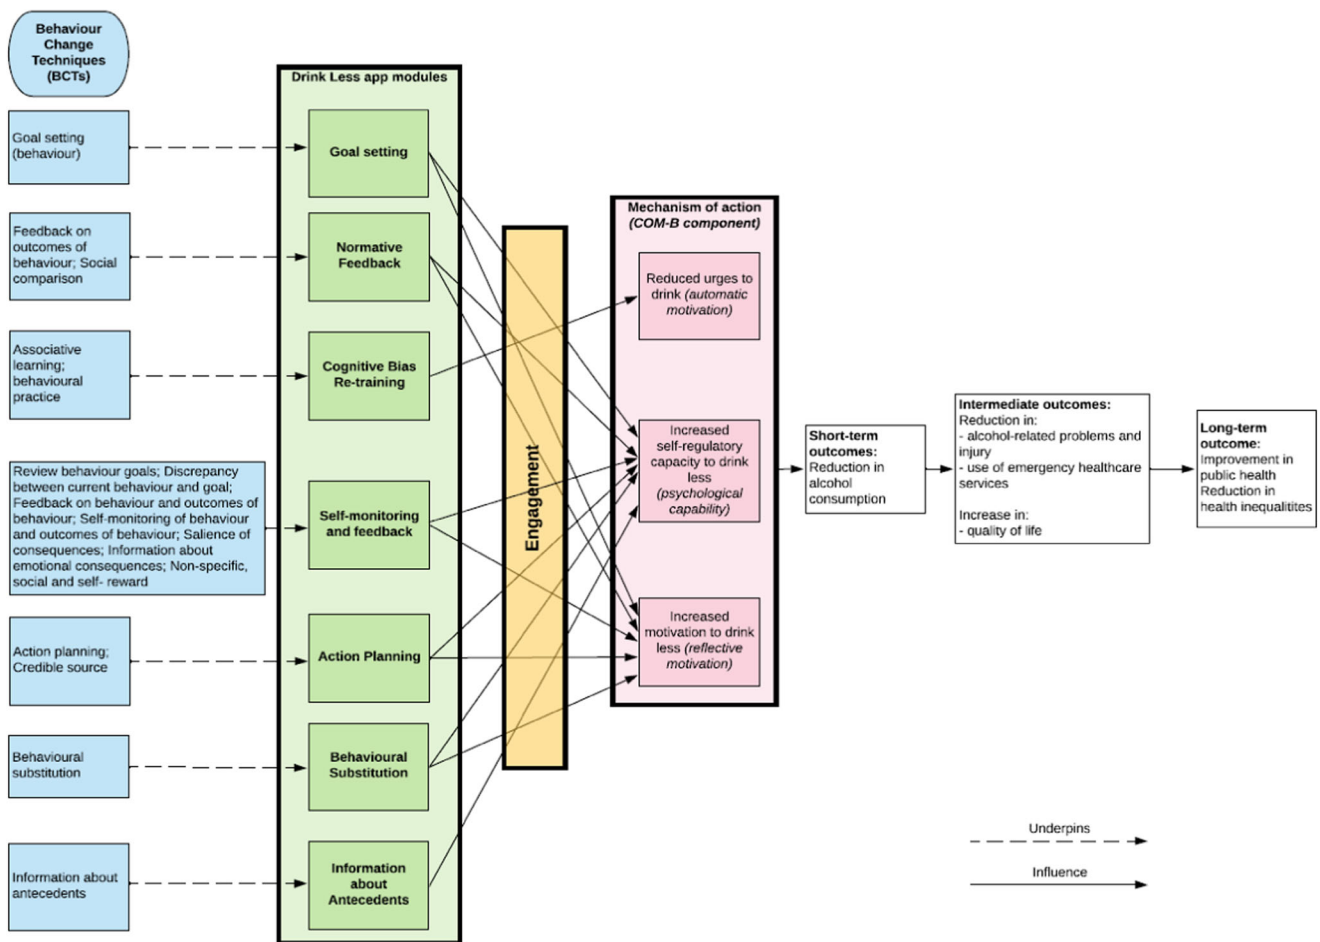 Behaviour
Change
Techniques
(BCTs)
Goal setting
(behaviour)
Feedback on
outcomes of
behaviour; Social
comparison
Associative
learning;
behavioural
practice
Review behaviour goals; Discrepancy
between current behaviour and goal;
Feedback on behaviour and outcomes of
behaviour; Self-monitoring of behaviour
and outcomes of behaviour; Salience of
consequences; Information about
emotional consequences; Non-specific,
social and self- reward
Action planning;
Credible source
Behavioural
substitution
Information about
antecedents
Drink Less app modules
Goal setting
Normative
Feedback
Cognitive Bias
Re-training
Self-monitoring
and feedback
Action Planning
Behavioural
Substitution
Information
about
Antecedents
Engagement
Mechanism of action
(COM-B component)
Reduced urges to
drink (automatic
motivation)
Increased
self-regulatory
capacity to drink
less
(psychological
capability)
Increased
motivation to drink
less (reflective
motivation)
Short-term
outcomes:
Reduction in
alcohol
consumption
Intermediate outcomes:
Reduction in:
- alcohol-related problems and
injury
- use of emergency healthcare
services
Increase in:
- quality of life
Long-term
outcome:
Improvement in
public health
Reduction in
health inequalitites
Underpins
Influence